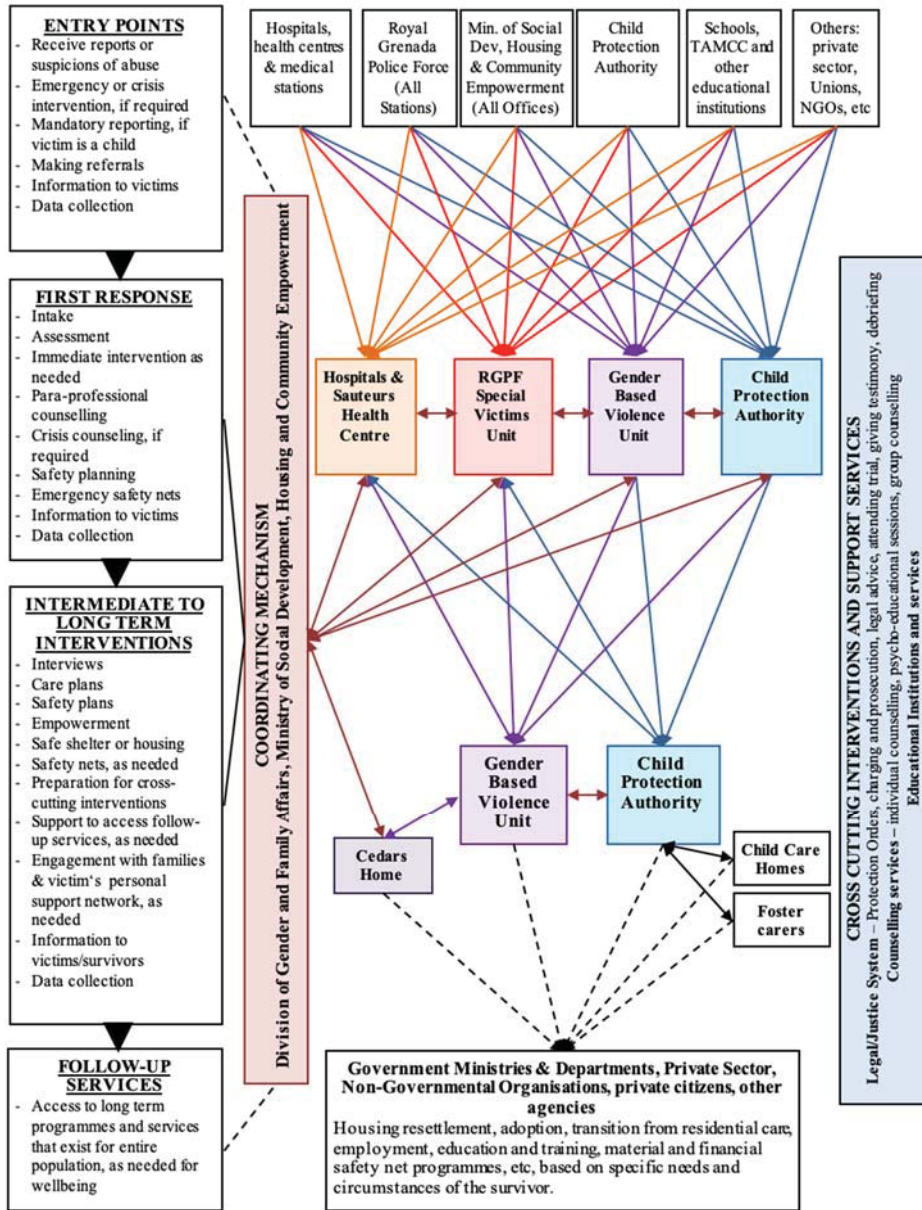 ENTRY POINTS
- Receive reports or
suspicions of abuse
- Emergency or crisis
intervention, if required
- Mandatory reporting, if
victim is a child
- Making referrals
- Information to victims
- Data collection
FIRST RESPONSE
- Intake
- Assessment
- Immediate intervention as
needed
- Para-professional
counselling
- Crisis counseling, if
required
- Safety planning
- Emergency safety nets
- Information to victims
- Data collection
INTERMEDIATE TO
LONG TERM
INTERVENTIONS
- Interviews
- Care plans
- Safety plans
- Empowerment
- Safe shelter or housing
- Safety nets, as needed
- Preparation for cross-
cutting interventions
- Support to access follow-
up services, as needed
- Engagement with families
& victim's personal
support network, as
needed
- Information to
victims/survivors
- Data collection
FOLLOW-UP
SERVICES
- Access to long term
programmes and services
that exist for entire
population, as needed for
wellbeing
COORDINATING MECHANISM
Division of Gender and Family Affairs, Ministry of Social Development, Housing and Community Empowerment
Hospitals,
health centres
& medical
stations
Royal
Grenada
Police Force
(All
Stations)
Min. of Social
Dev, Housing
& Community
Empowerment
(All Offices)
Child
Protection
Authority
Schools,
TAMCC and
other
educational
institutions
Others:
private
sector,
Unions,
NGOs, etc
Hospitals &
Sauteurs
Health
Centre
RGPF
Special
Victims
Unit
Gender
Based
Violence
Unit
Child
Protection
Authority
Gender
Based
Violence
Unit
Child
Protection
Authority
Cedars
Home
Child Care
Homes
Foster
carers
Government Ministries & Departments, Private Sector,
Non-Governmental Organisations, private citizens, other
agencies
Housing resettlement, adoption, transition from residential care,
employment, education and training, material and financial
safety net programmes, etc, based on specific needs and
circumstances of the survivor.
CROSS CUTTING INTERVENTIONS AND SUPPORT SERVICES
Legal/Justice System – Protection Orders, charging and prosecution, legal advice, attending trial, giving testimony, debriefing
Counselling services – individual counselling, psycho-educational sessions, group counselling
Educational Institutions and services